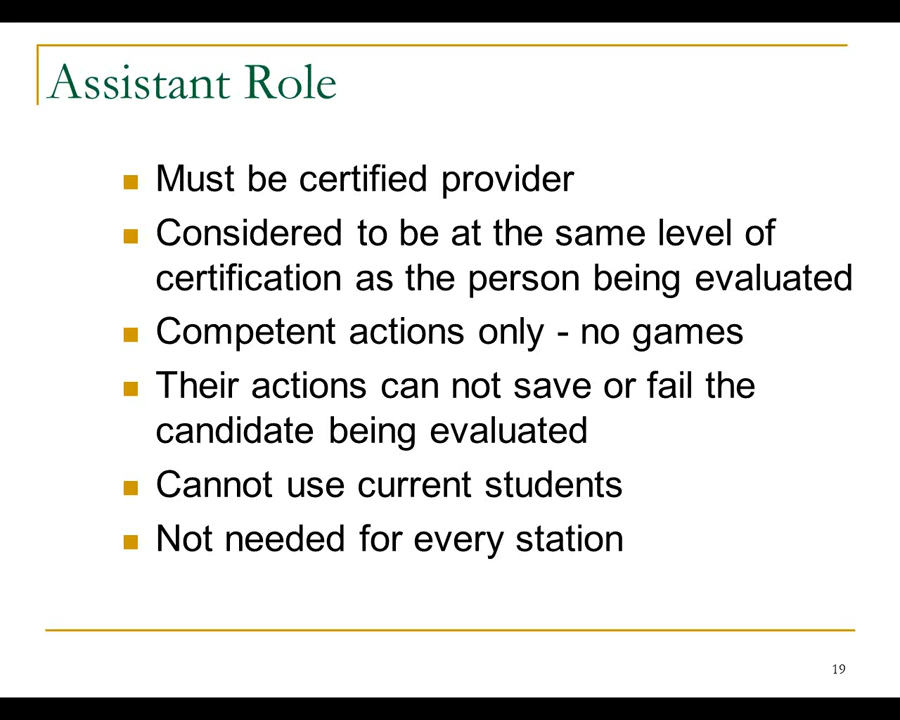 Assistant Role
Must be certified provider
Considered to be at the same level of
certification as the person being evaluated
Competent actions only - no games
Their actions can not save or fail the
candidate being evaluated
Cannot use current students
Not needed for every station
19